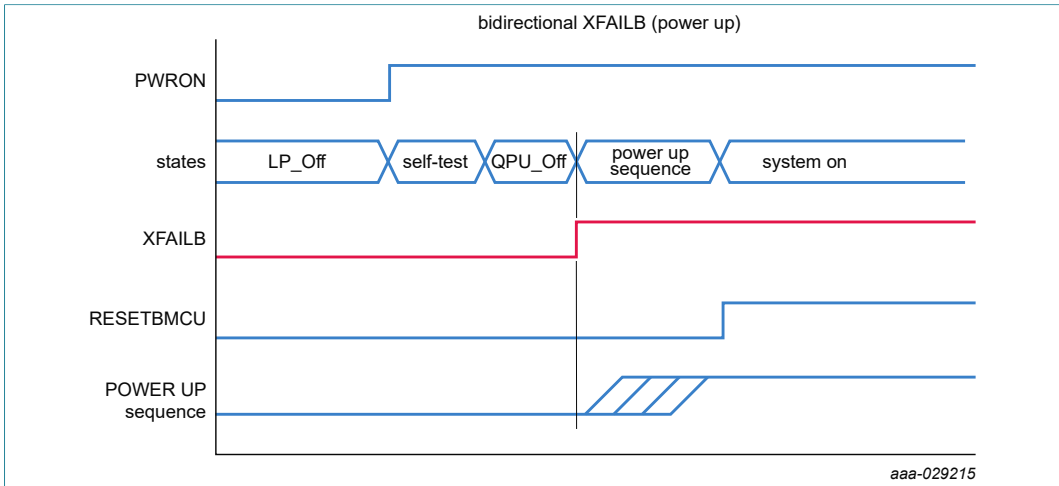 bidirectional XFAILB (power up)
PWRON
states
LP_Off
self-test
QPU_Off
power up
sequence
system on
XFAILB
RESETBMCU
POWER UP
sequence
aaa-029215